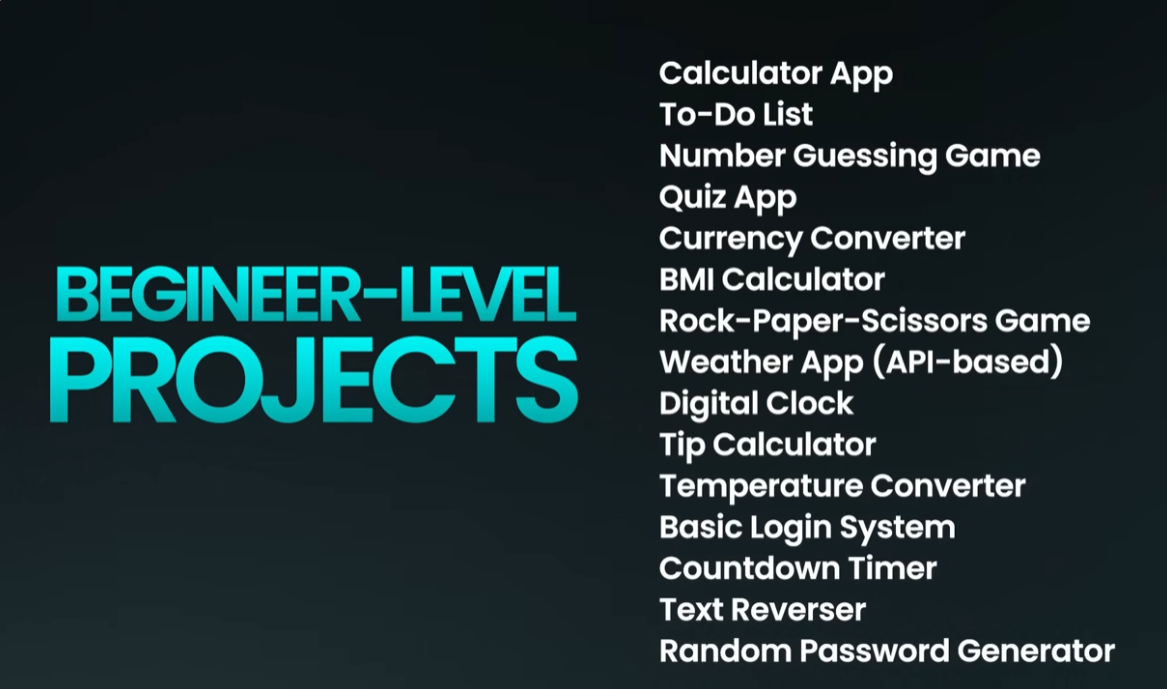 BEGINEER-LEVEL
PROJECTS
Calculator App
To-Do List
Number Guessing Game
Quiz App
Currency Converter
BMI Calculator
Rock-Paper-Scissors Game
Weather App (API-based)
Digital Clock
Tip Calculator
Temperature Converter
Basic Login System
Countdown Timer
Text Reverser
Random Password Generator